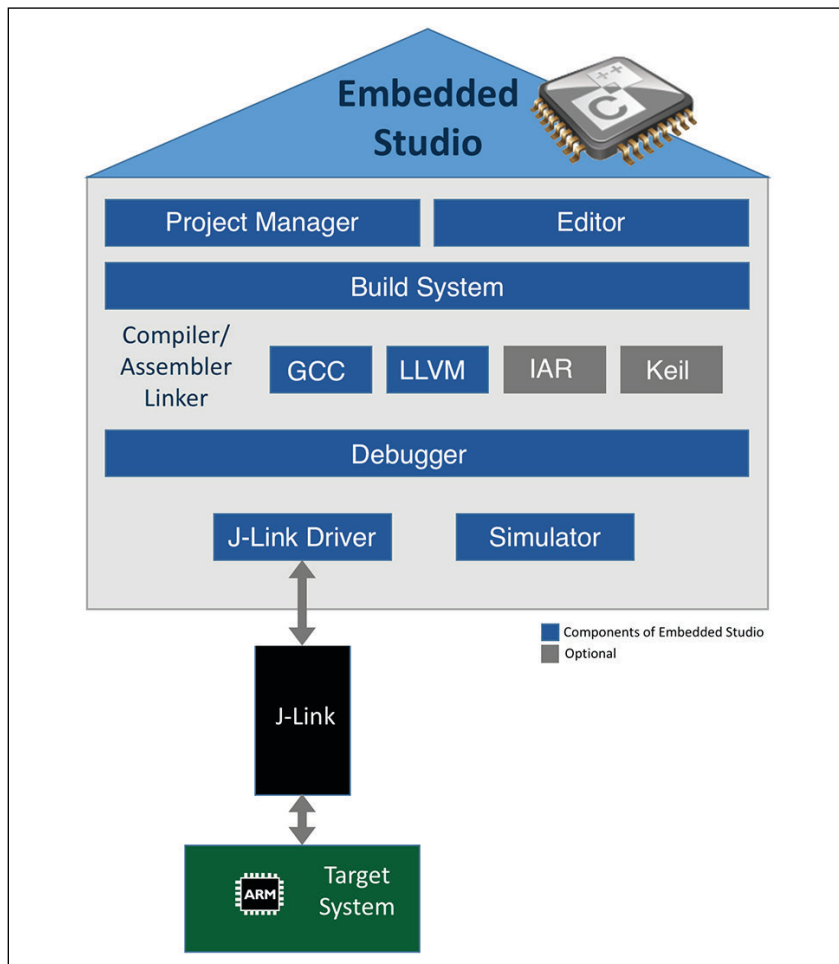 Embedded
Studio
++
C
Project Manager
Editor
Build System
Compiler/
Assembler
Linker
GCC
LLVM
IAR
Keil
Debugger
J-Link Driver
Simulator
Components of Embedded Studio
Optional
J-Link
ARM
Target
System